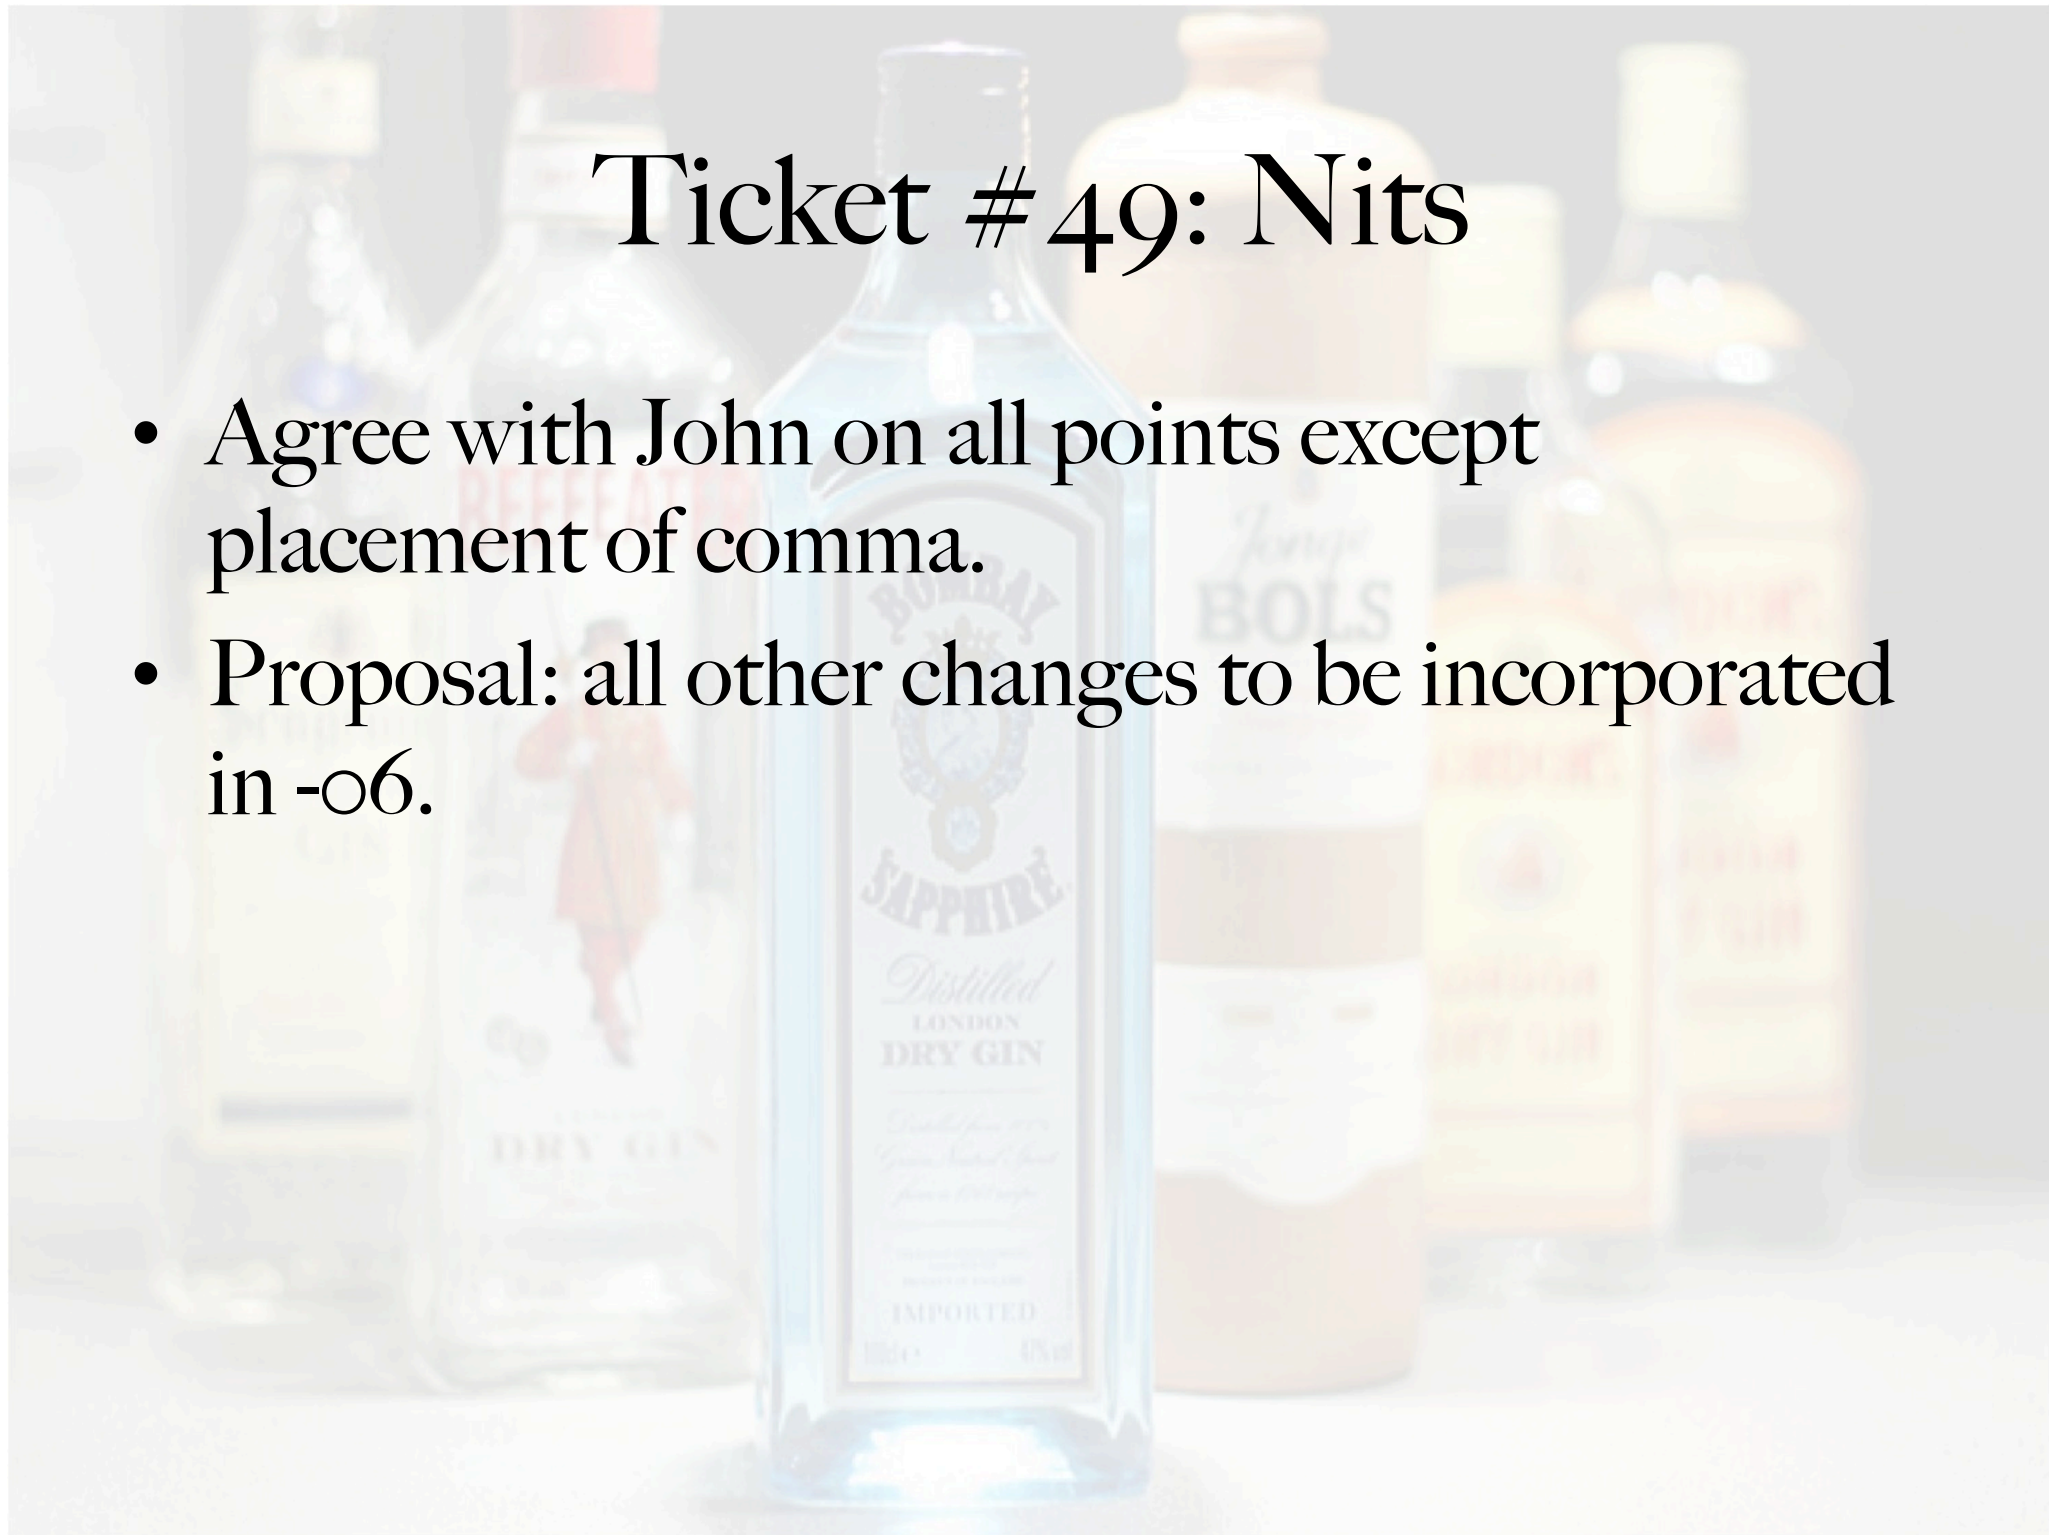 Ticket #49: Nits
• Agree with John on all points except
placement of comma.
• Proposal: all other changes to be incorporated
in -06.
BEEFEATER
BOMBAY
Jonge
BOLS
SAPPHIRE
Distilled
LONDON
DRY GIN
DRY GIN
IMPORTED